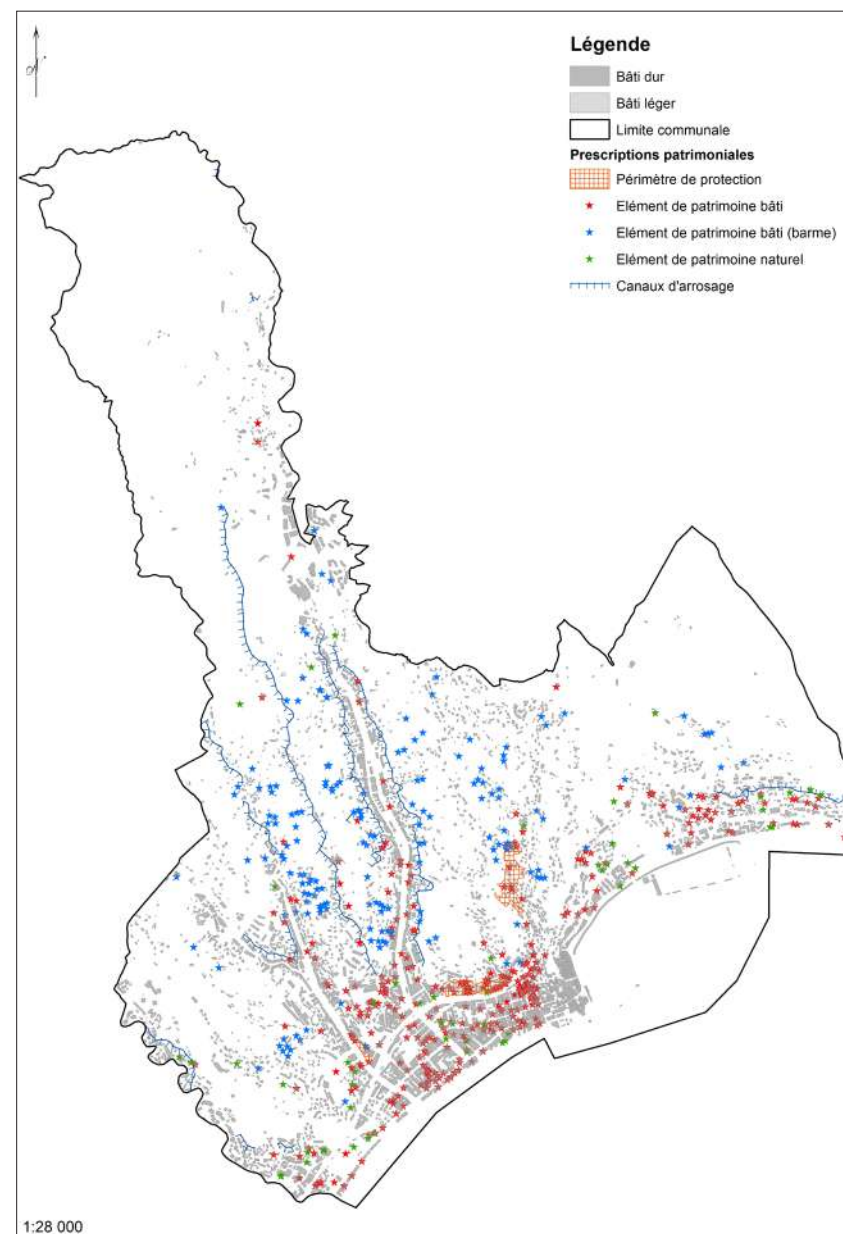 Légende
Bâti dur
Bâti léger
Limite communale
Prescriptions patrimoniales
Périmètre de protection
Elément de patrimoine bâti
Elément de patrimoine bâti (barme)
Elément de patrimoine naturel
Canaux d'arrosage
1:28 000